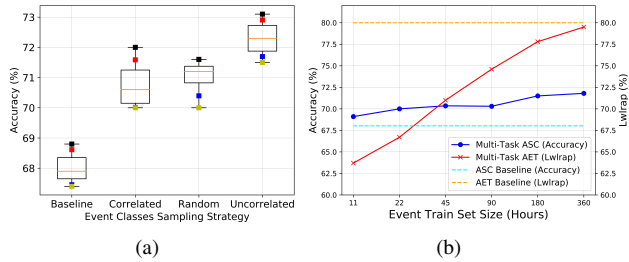 73
72
71
70
69
68
Accuracy (%)
Baseline Correlated Random Uncorrelated
Event Classes Sampling Strategy
(a)
80.0
77.5
75.0
72.5
70.0
67.5
65.0
62.5
60.0
Accuracy (%)
80.0
77.5
75.0
72.5
70.0
67.5
65.0
62.5
60.0
Lwlrap (%)
Multi-Task ASC (Accuracy)
Multi-Task AET (Lwlrap)
ASC Baseline (Accuracy)
AET Baseline (Lwlrap)
11 22 45 90 180 360
Event Train Set Size (Hours)
(b)